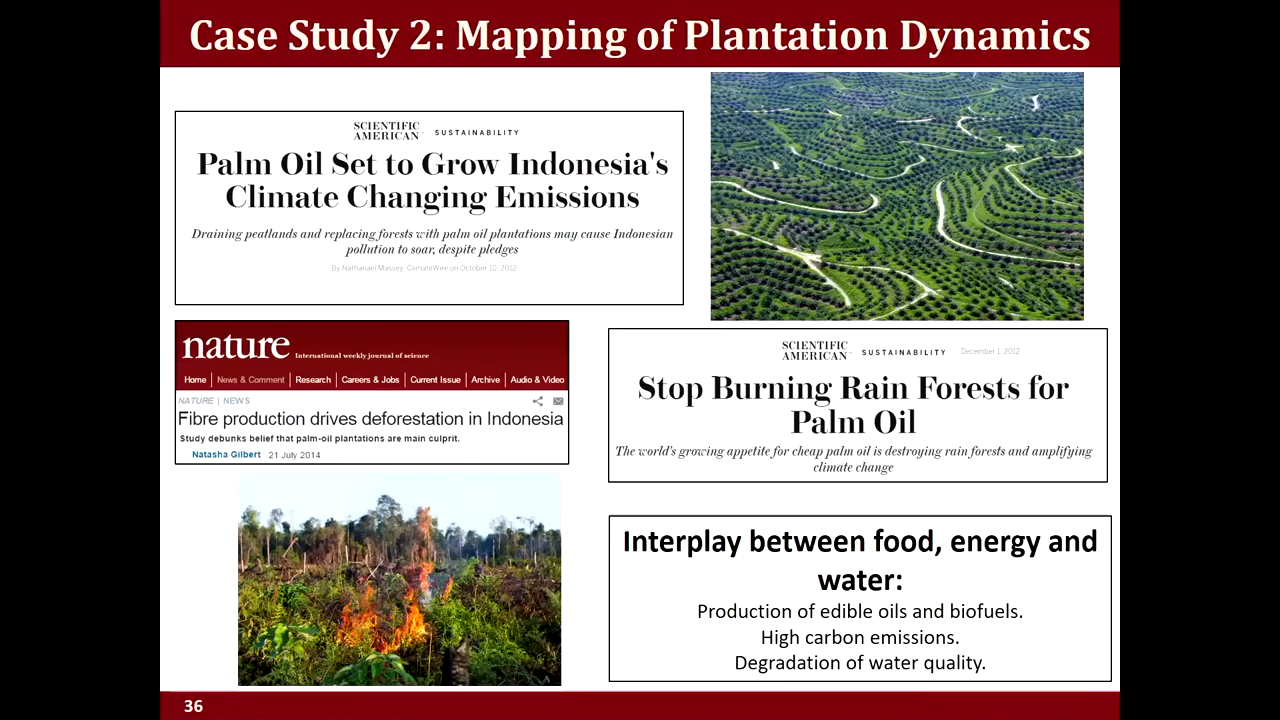 Case Study 2: Mapping of Plantation Dynamics
SCIENTIFIC
AMERICAN
SUSTAINABILITY
Palm Oil Set to Grow Indonesia's
Climate Changing Emissions
Draining peatlands and replacing forests with palm oil plantations may cause Indonesian
pollution to soar, despite pledges
By Nathanael Massey, ClimateWire on October 10, 2012
nature International weekly journal of science
Home News & Comment Research Careers & Jobs Current Issue Archive Audio & Video
NATURE | NEWS
Fibre production drives deforestation in Indonesia
Study debunks belief that palm-oil plantations are main culprit.
Natasha Gilbert 21 July 2014
SCIENTIFIC
AMERICAN
SUSTAINABILITY December 1, 2012
Stop Burning Rain Forests for
Palm Oil
The world's growing appetite for cheap palm oil is destroying rain forests and amplifying
climate change
Interplay between food, energy and
water:
Production of edible oils and biofuels.
High carbon emissions.
Degradation of water quality.
36